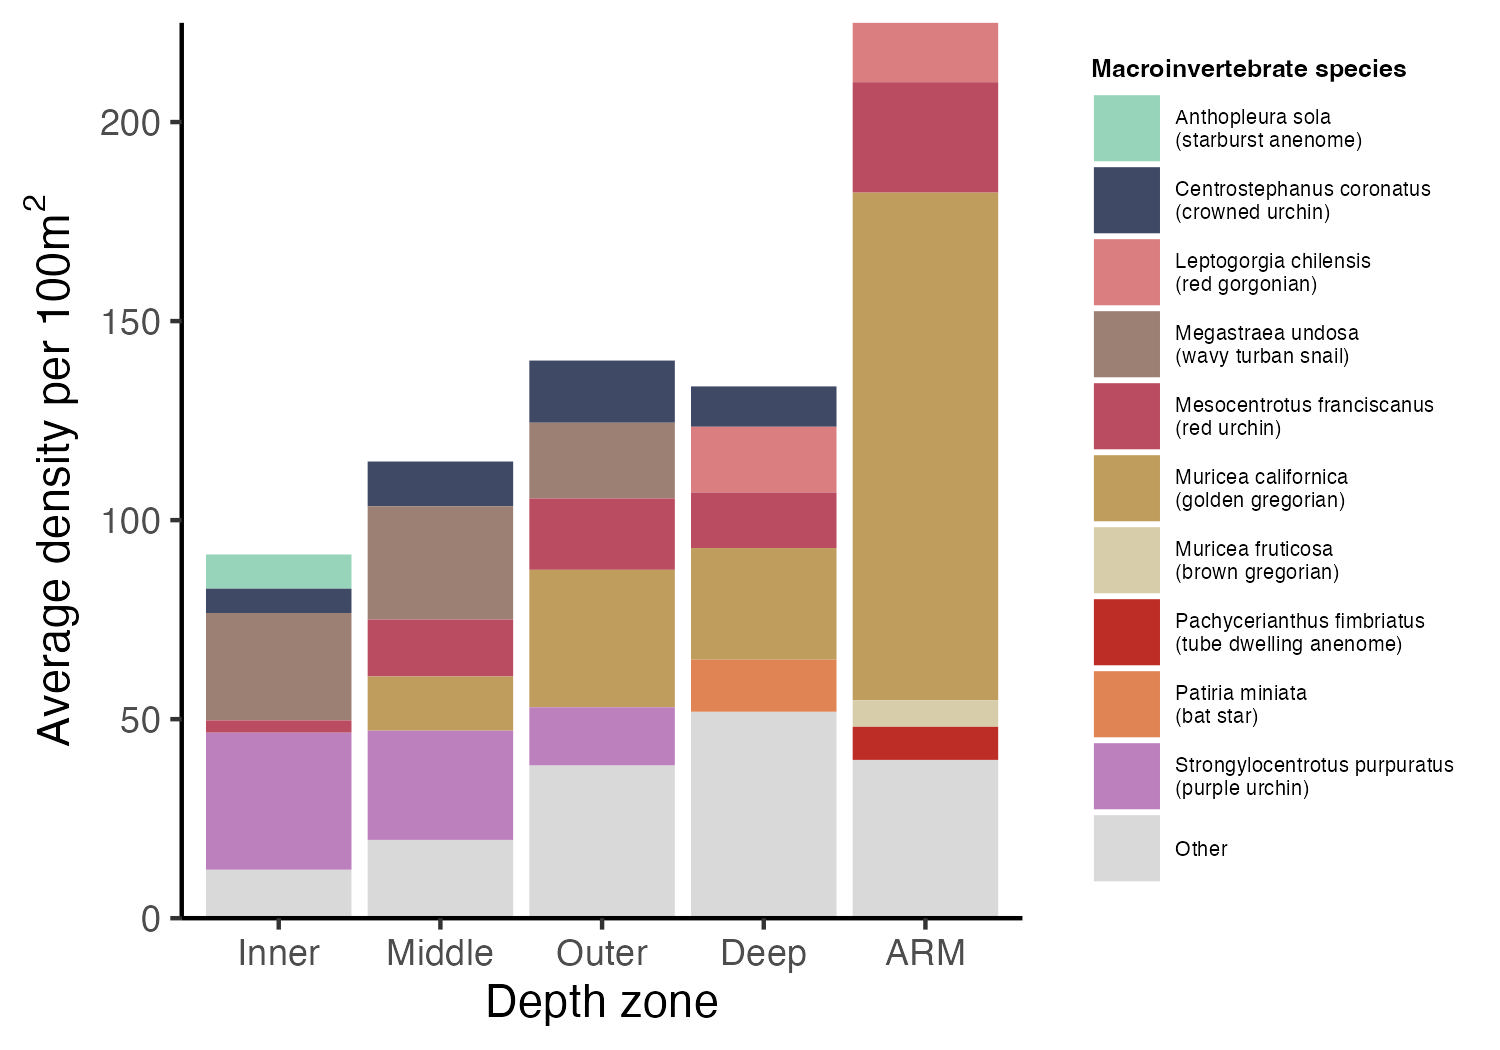 Average density per 100m²
200
150
100
50
0
Inner Middle Outer Deep ARM
Depth zone
Macroinvertebrate species
Anthopleura sola
(starburst anenome)
Centrostephanus coronatus
(crowned urchin)
Leptogorgia chilensis
(red gorgonian)
Megastraea undosa
(wavy turban snail)
Mesocentrotus franciscanus
(red urchin)
Muricea californica
(golden gregorian)
Muricea fruticosa
(brown gregorian)
Pachycerianthus fimbriatus
(tube dwelling anenome)
Patiria miniata
(bat star)
Strongylocentrotus purpuratus
(purple urchin)
Other